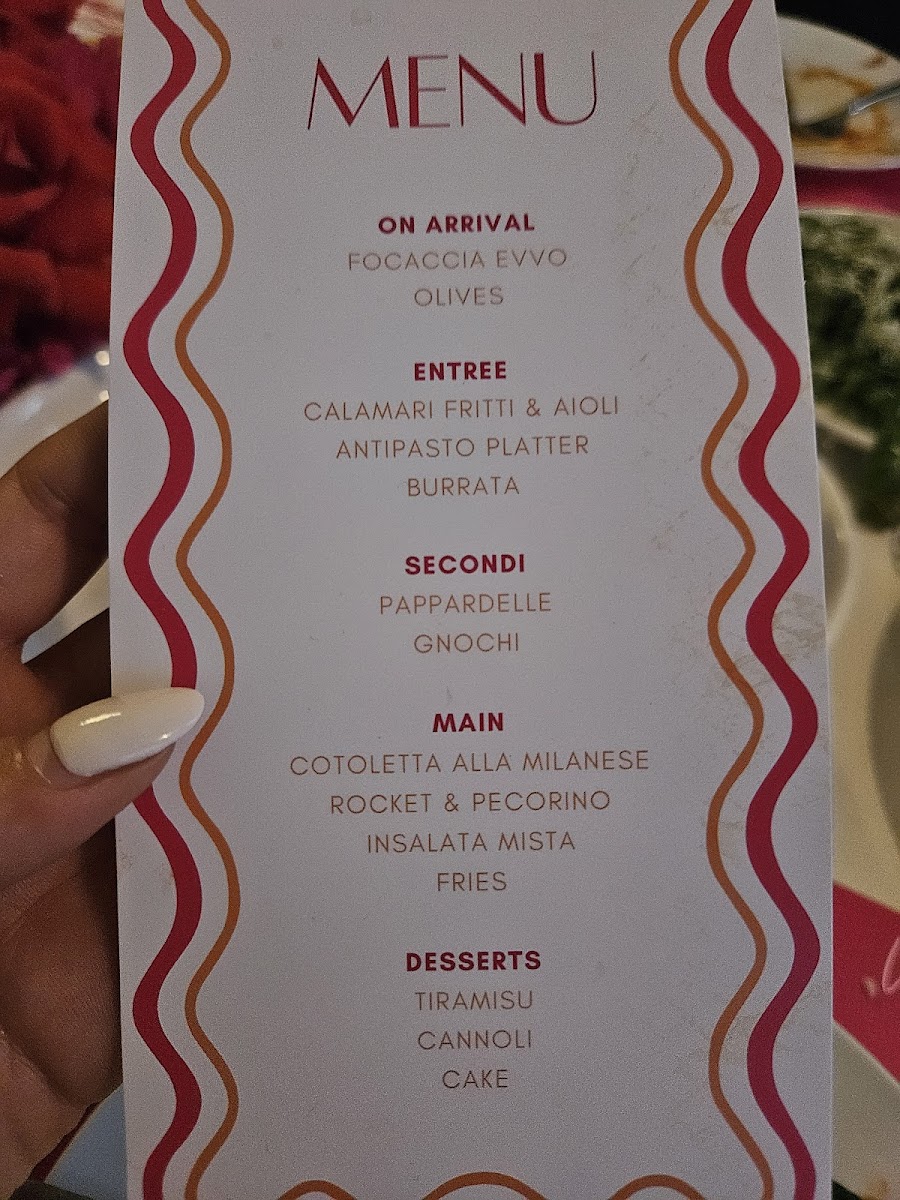 MENU
ON ARRIVAL
FOCACCIA EVVO
OLIVES
ENTREE
CALAMARI FRITTI & AIOLI
ANTIPASTO PLATTER
BURRATA
SECONDI
PAPPARDELLE
GNOCHI
MAIN
COTOLETTA ALLA MILANESE
ROCKET & PECORINO
INSALATA MISTA
FRIES
DESSERTS
TIRAMISU
CANNOLI
CAKE